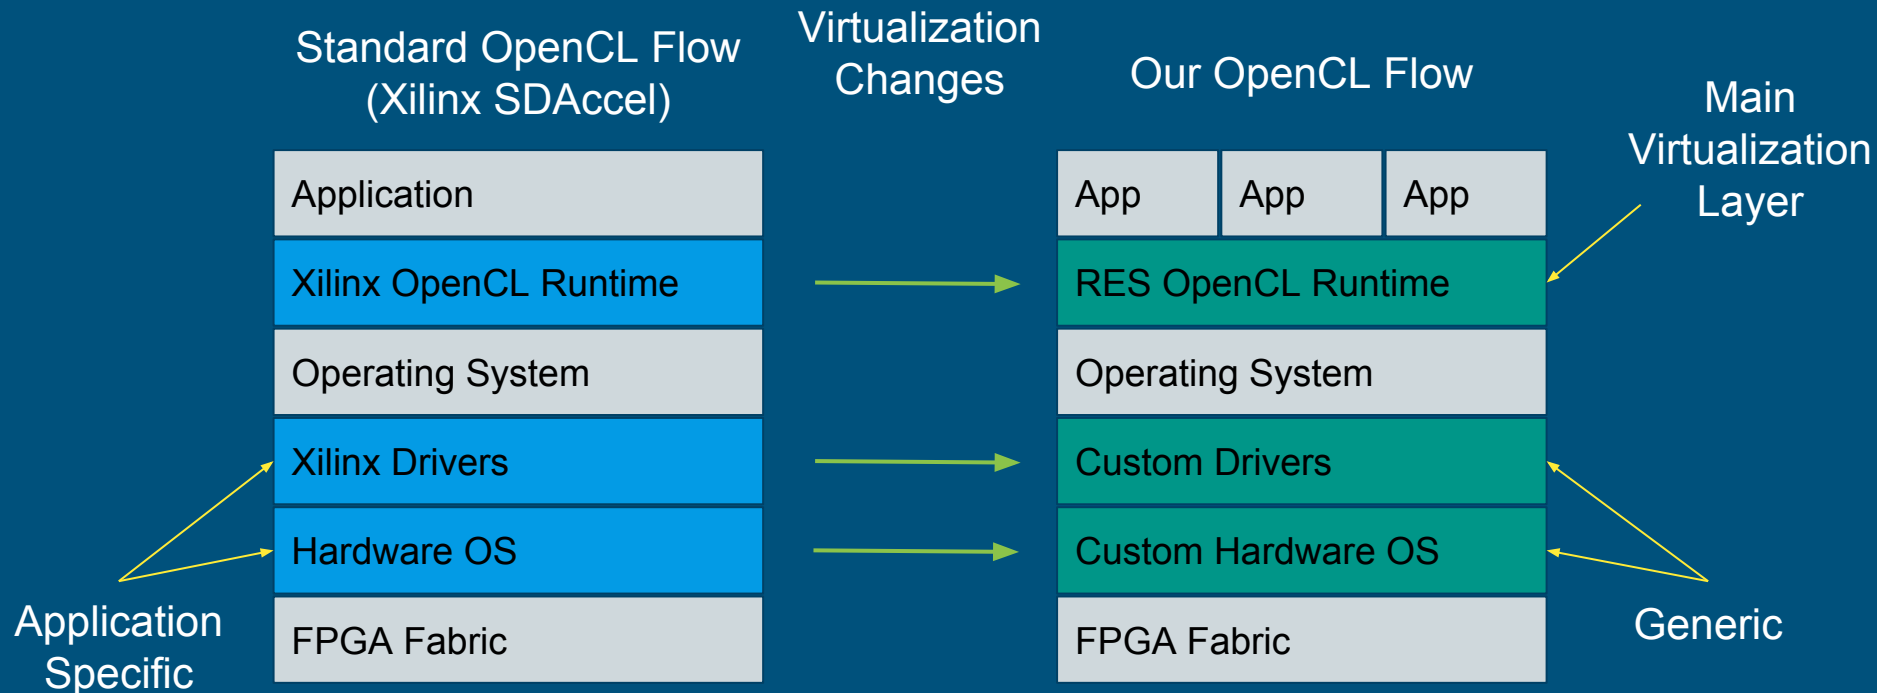 Standard OpenCL Flow
(Xilinx SDAccel)
Virtualization
Changes
Our OpenCL Flow
Main
Virtualization
Layer
Application
Xilinx OpenCL Runtime
Operating System
Xilinx Drivers
Hardware OS
FPGA Fabric
App
App
App
RES OpenCL Runtime
Operating System
Custom Drivers
Custom Hardware OS
FPGA Fabric
Application
Specific
Generic